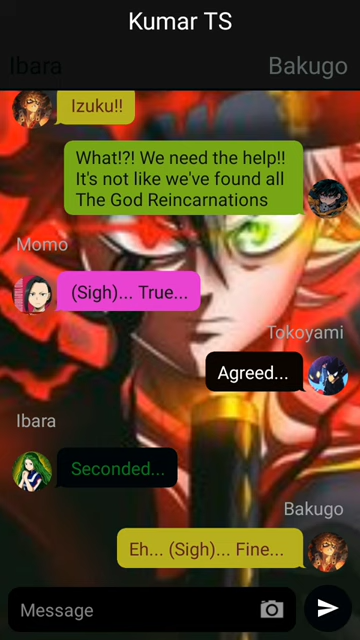 Kumar TS
Ibara
Bakugo
Izuku!!
What!?! We need the help!!
It's not like we've found all
The God Reincarnations
Momo
(Sigh)... True...
Tokoyami
Agreed...
Ibara
Seconded...
Bakugo
Eh... (Sigh)... Fine...
Message